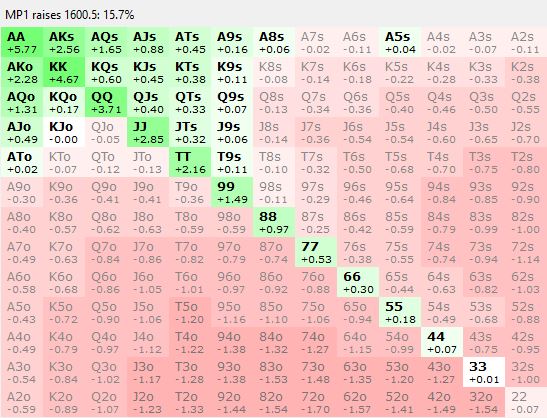 MP1 raises 1600.5: 15.7%
AA AKs AQs AJs ATs A9s A8s A7s A6s A5s A4s A3s A2s
+5.77 +2.56 +1.65 +0.88 +0.45 +0.16 +0.06 -0.02 -0.11 +0.04 -0.02 -0.07 -0.11
AKo KK KQs KJs KTs K9s K8s K7s K6s K5s K4s K3s K2s
+2.28 +4.67 +0.60 +0.45 +0.38 +0.11 -0.08 -0.14 -0.18 -0.22 -0.28 -0.33 -0.38
AQo KQo QQ QJs QTs Q9s Q8s Q7s Q6s Q5s Q4s Q3s Q2s
+1.31 +0.17 +3.71 +0.40 +0.33 +0.07 -0.13 -0.34 -0.36 -0.40 -0.46 -0.50 -0.55
AJo KJo QJo JJ JTs J9s J8s J7s J6s J5s J4s J3s J2s
+0.49 -0.00 -0.05 +2.85 +0.32 +0.06 -0.14 -0.36 -0.54 -0.54 -0.60 -0.65 -0.70
ATo KTo QTo JTo TT T9s T8s T7s T6s T5s T4s T3s T2s
+0.02 -0.07 -0.12 -0.13 +2.16 +0.11 -0.10 -0.32 -0.50 -0.68 -0.70 -0.75 -0.80
A9o K9o Q9o J9o T9o 99 98s 97s 96s 95s 94s 93s 92s
-0.30 -0.36 -0.41 -0.41 -0.36 +1.49 -0.11 -0.29 -0.46 -0.64 -0.84 -0.85 -0.90
A8o K8o Q8o J8o T8o 98o 88 87s 86s 85s 84s 83s 82s
-0.40 -0.57 -0.62 -0.63 -0.59 -0.59 +0.97 -0.25 -0.42 -0.59 -0.79 -0.99 -1.00
A7o K7o Q7o J7o T7o 97o 87o 77 76s 75s 74s 73s 72s
-0.49 -0.63 -0.84 -0.86 -0.82 -0.79 -0.74 +0.53 -0.38 -0.55 -0.74 -0.94 -1.14
A6o K6o Q6o J6o T6o 96o 86o 76o 66 65s 64s 63s 62s
-0.58 -0.68 -0.86 -1.05 -1.01 -0.97 -0.92 -0.88 +0.30 -0.44 -0.63 -0.82 -1.03
A5o K5o Q5o J5o T5o 95o 85o 75o 65o 55 54s 53s 52s
-0.43 -0.72 -0.90 -1.06 -1.20 -1.16 -1.10 -1.06 -0.94 +0.18 -0.49 -0.68 -0.88
A4o K4o Q4o J4o T4o 94o 84o 74o 64o 54o 44 43s 42s
-0.49 -0.79 -0.97 -1.12 -1.22 -1.38 -1.32 -1.27 -1.15 -0.99 +0.07 -0.75 -0.95
A3o K3o Q3o J3o T3o 93o 83o 73o 63o 53o 43o 33 32s
-0.54 -0.84 -1.02 -1.17 -1.28 -1.38 -1.53 -1.48 -1.35 -1.20 -1.27 +0.01 -1.00
A2o K2o Q2o J2o T2o 92o 82o 72o 62o 52o 42o 32o 22
-0.59 -0.89 -1.07 -1.23 -1.33 -1.44 -1.54 -1.70 -1.57 -1.41 -1.49 -1.54 -0.07